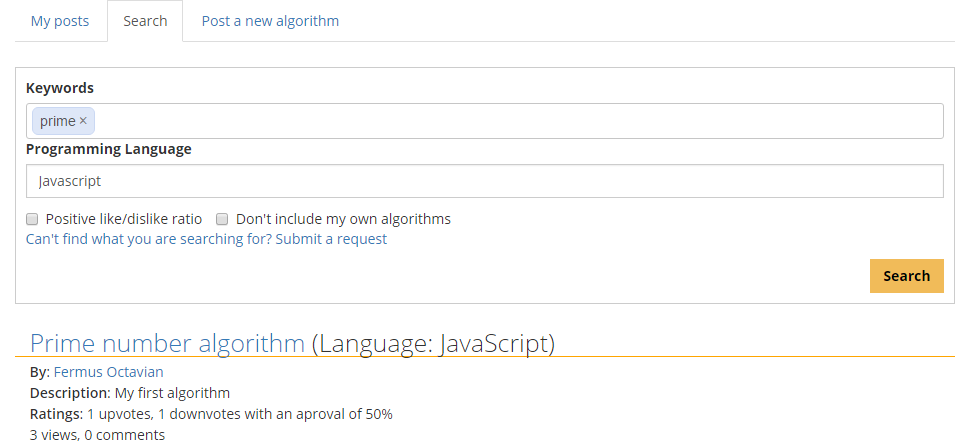 My posts Search Post a new algorithm
Keywords
prime ×
Programming Language
Javascript
Positive like/dislike ratio Don't include my own algorithms
Can't find what you are searching for? Submit a request
Search
Prime number algorithm (Language: JavaScript)
By: Fermus Octavian
Description: My first algorithm
Ratings: 1 upvotes, 1 downvotes with an aproval of 50%
3 views, 0 comments